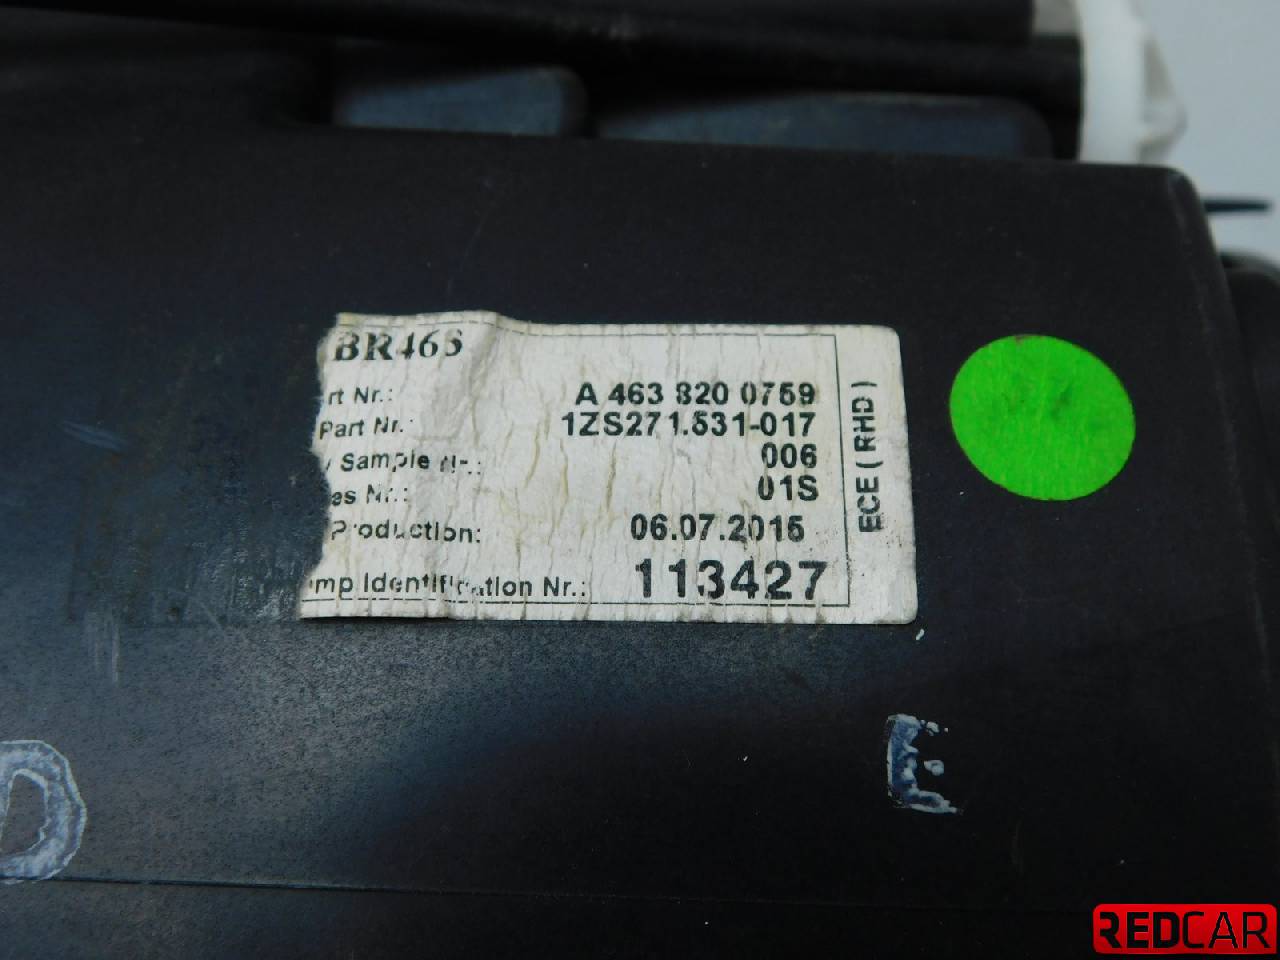 BR463
rt Nr.: A 463 820 0759
Part Nr.: 1ZS271.531-017
Sample Nr.: 006
es Nr.: 01S
Production: 06.07.2015
mp Identification Nr.: 113427
ECE ( RHD )
E
D
REDCAR